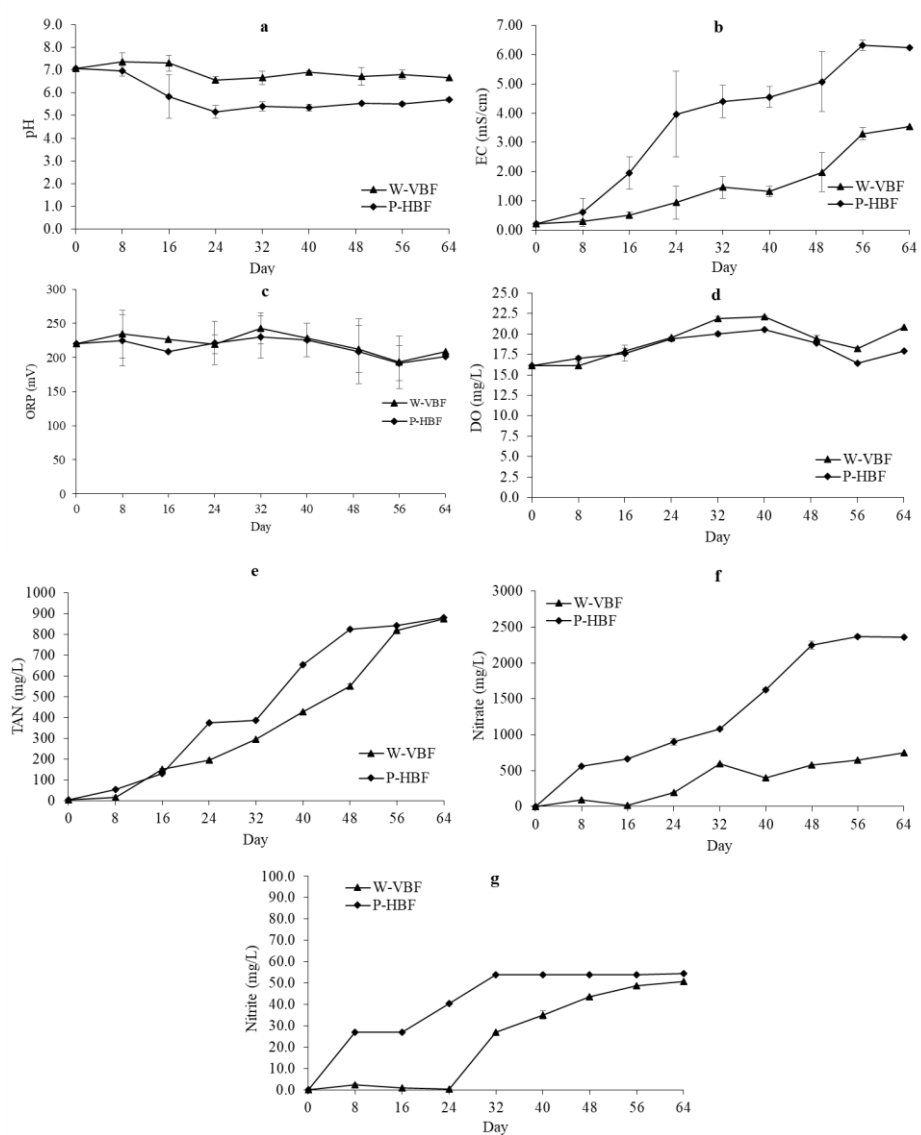 a
9.0
8.0
7.0
6.0
5.0
4.0
3.0
2.0
1.0
0.0
pH
W-VBF
P-HBF
0 8 16 24 32 40 48 56 64
Day
b
7.00
6.00
5.00
4.00
3.00
2.00
1.00
0.00
EC (mS/cm)
W-VBF
P-HBF
0 8 16 24 32 40 48 56 64
Day
c
300
250
200
150
100
50
0
ORP (mV)
W-VBF
P-HBF
0 8 16 24 32 40 48 56 64
Day
d
25.0
22.5
20.0
17.5
15.0
12.5
10.0
7.5
5.0
2.5
0.0
DO (mg/L)
W-VBF
P-HBF
0 8 16 24 32 40 48 56 64
Day
e
1000
900
800
700
600
500
400
300
200
100
0
TAN (mg/L)
W-VBF
P-HBF
0 8 16 24 32 40 48 56 64
Day
f
3000
2500
2000
1500
1000
500
0
Nitrate (mg/L)
W-VBF
P-HBF
0 8 16 24 32 40 48 56 64
Day
g
100.0
90.0
80.0
70.0
60.0
50.0
40.0
30.0
20.0
10.0
0.0
Nitrite (mg/L)
W-VBF
P-HBF
0 8 16 24 32 40 48 56 64
Day